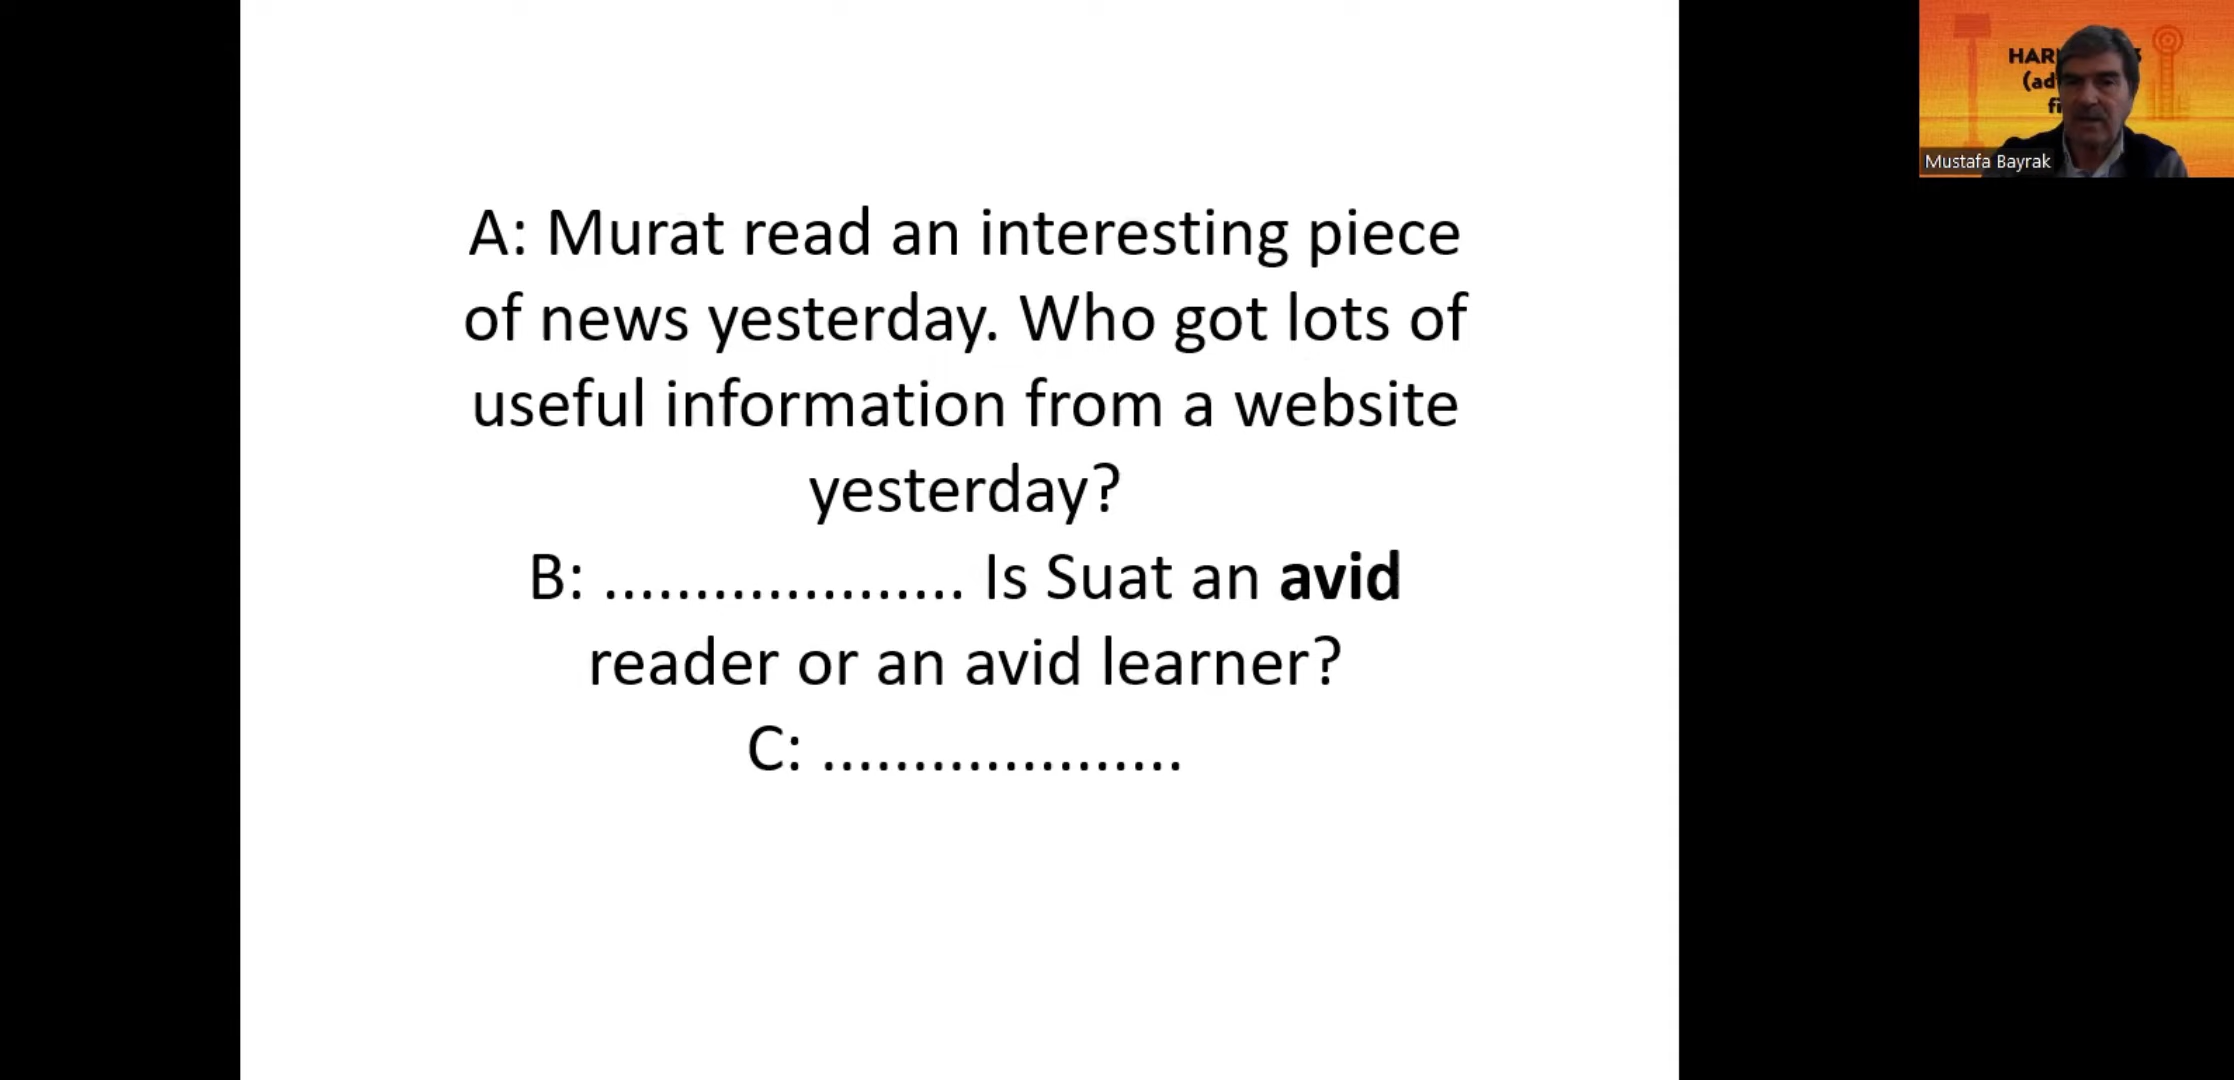 A: Murat read an interesting piece
of news yesterday. Who got lots of
useful information from a website
yesterday?
B: .................... Is Suat an avid
reader or an avid learner?
C: ....................
Mustafa Bayrak